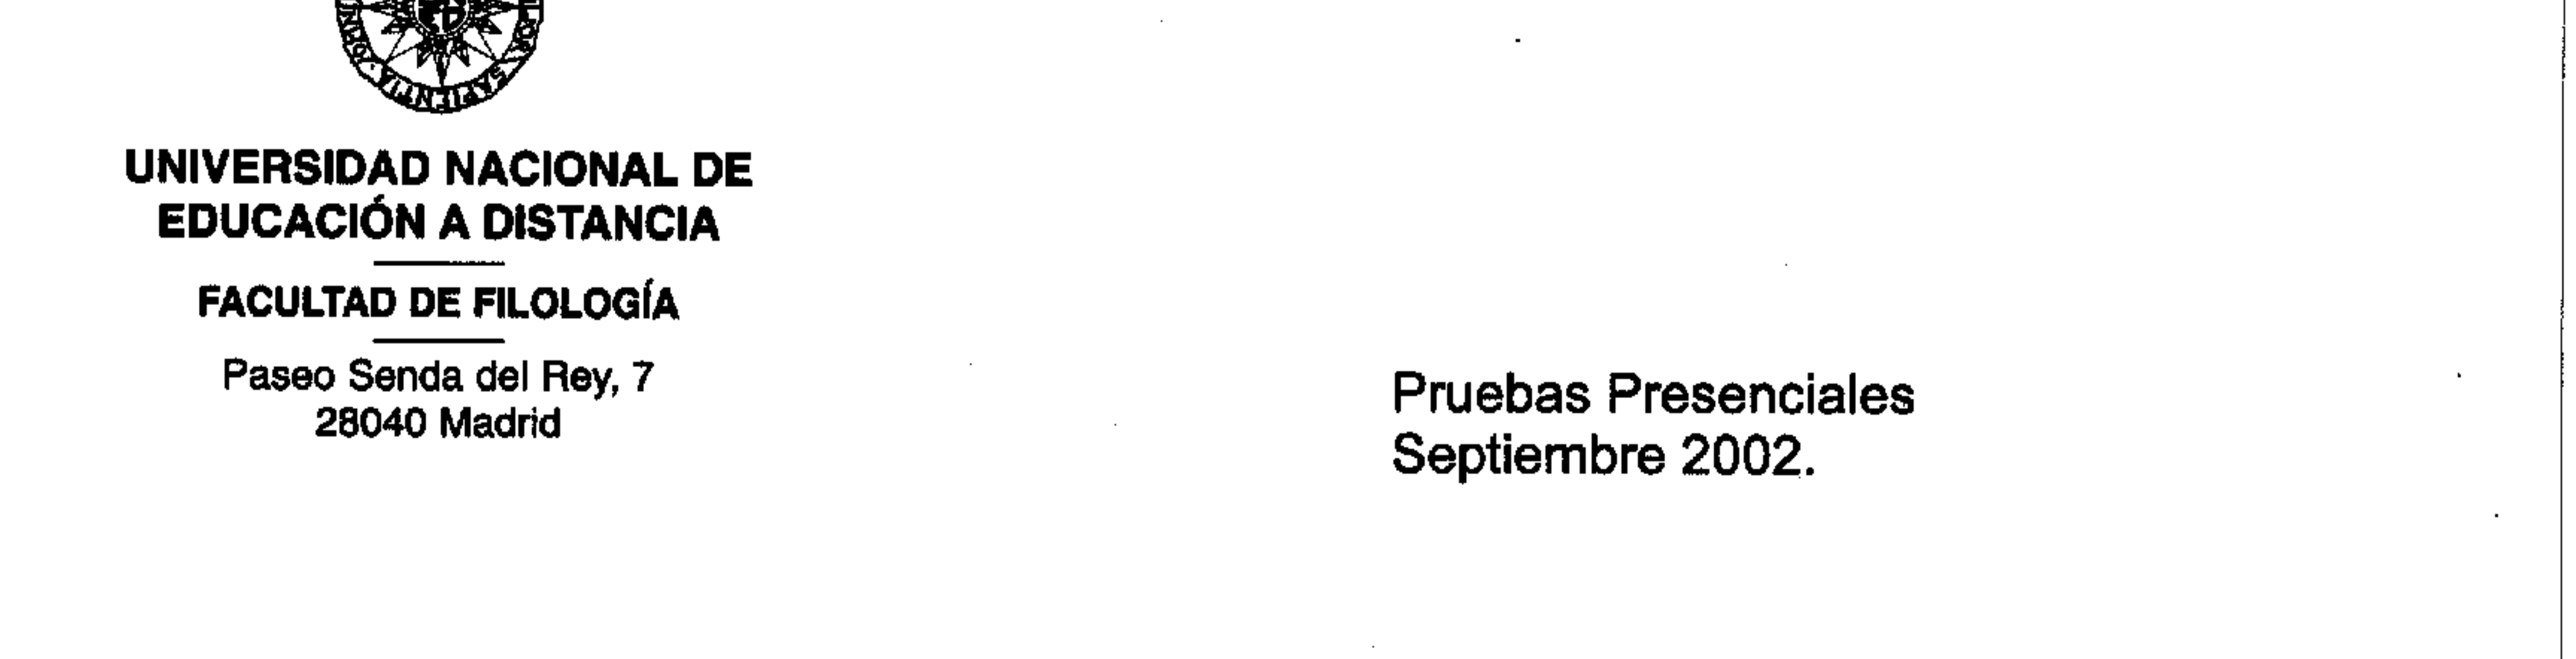 SAPIENTIA
UNIVERSIDAD NACIONAL DE
EDUCACIÓN A DISTANCIA
FACULTAD DE FILOLOGÍA
Paseo Senda del Rey, 7
28040 Madrid
Pruebas Presenciales
Septiembre 2002.